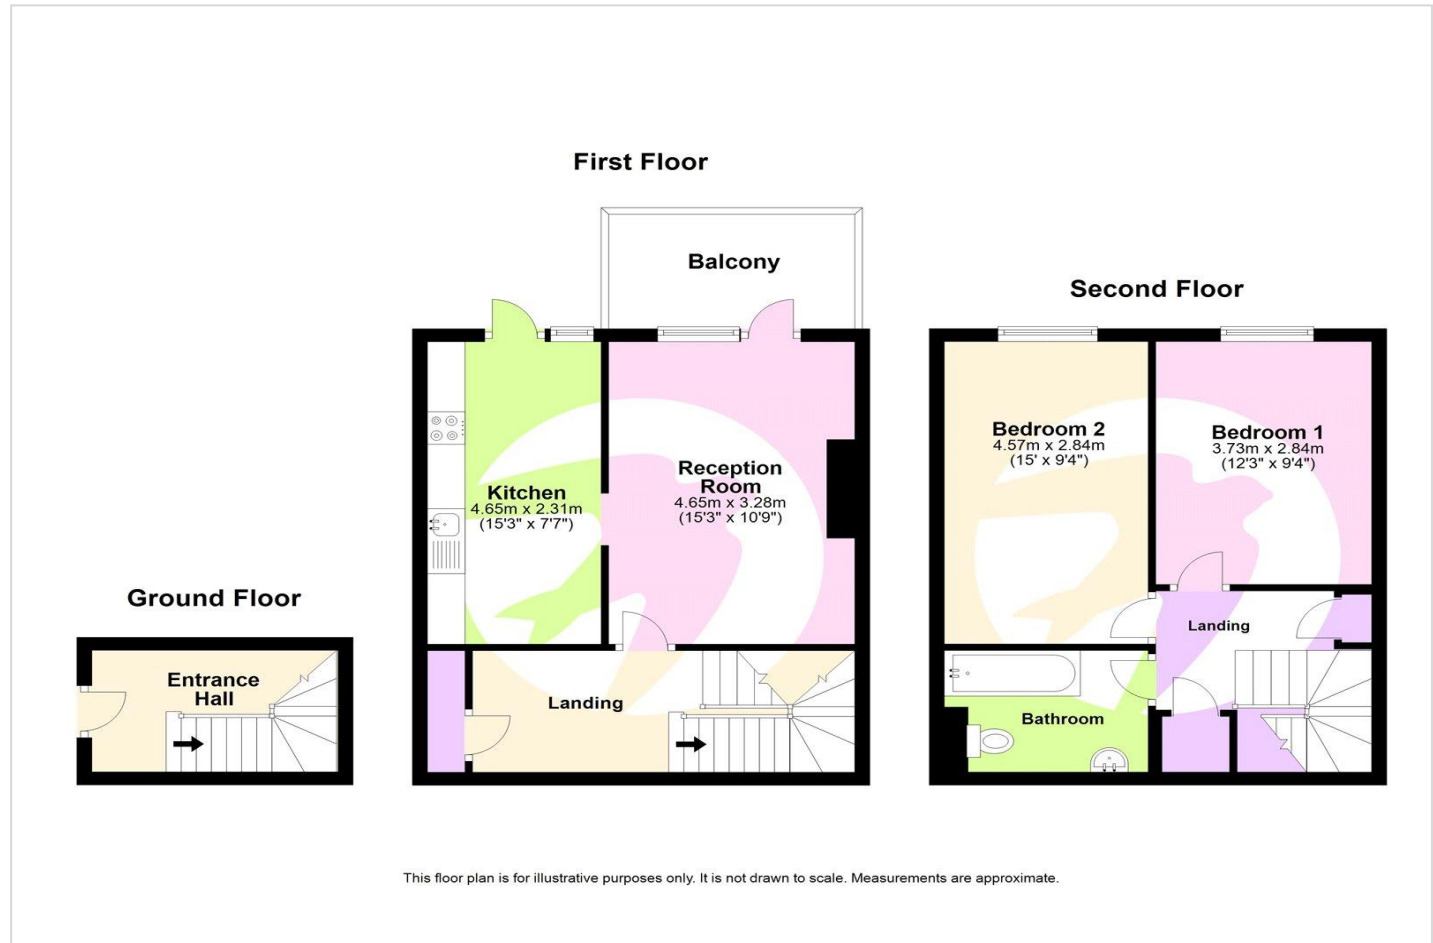 First Floor
Balcony
Kitchen
4.65m x 2.31m
(15'3" x 7'7")
Reception
Room
4.65m x 3.28m
(15'3" x 10'9")
Landing
Second Floor
Bedroom 2
4.57m x 2.84m
(15' x 9'4")
Bedroom 1
3.73m x 2.84m
(12'3" x 9'4")
Landing
Bathroom
Ground Floor
Entrance
Hall
This floor plan is for illustrative purposes only. It is not drawn to scale. Measurements are approximate.